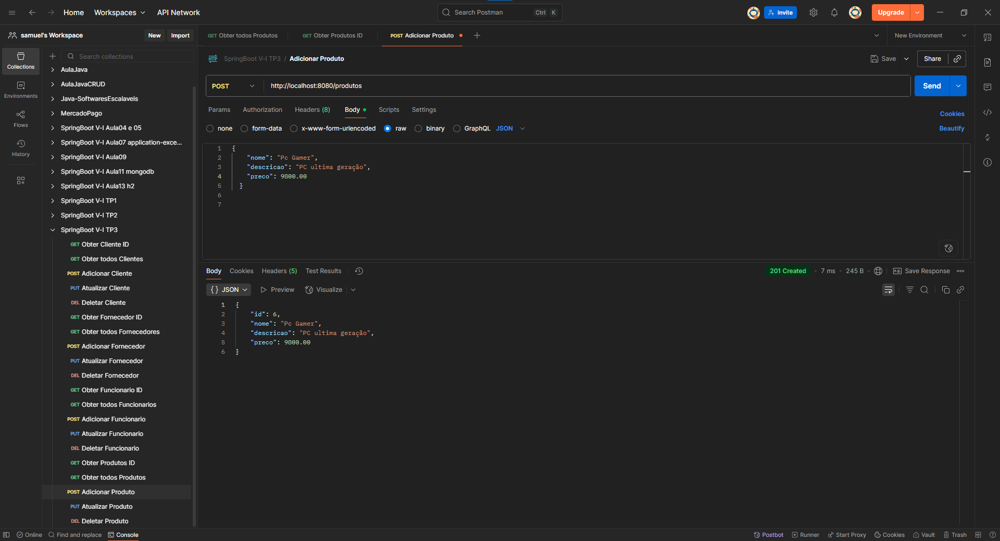 Home Workspaces API Network Search Postman Ctrl K Invite Upgrade
samuel's Workspace New Import GET Obter todos Produtos GET Obter Produtos ID POST Adicionar Produto New Environment
Collections
Environments
Flows
History
Search collections
AulaJava
AulaJavaCRUD
Java-SoftwaresEscalaveis
MercadoPago
SpringBoot V-I Aula04 e 05
SpringBoot V-I Aula07 application-exce...
SpringBoot V-I Aula09
SpringBoot V-I Aula11 mongodb
SpringBoot V-I Aula13 h2
SpringBoot V-I TP1
SpringBoot V-I TP2
SpringBoot V-I TP3
GET Obter Cliente ID
GET Obter todos Clientes
POST Adicionar Cliente
PUT Atualizar Cliente
DEL Deletar Cliente
GET Obter Fornecedor ID
GET Obter todos Fornecedores
POST Adicionar Fornecedor
PUT Atualizar Fornecedor
DEL Deletar Fornecedor
GET Obter Funcionario ID
GET Obter todos Funcionarios
POST Adicionar Funcionario
PUT Atualizar Funcionario
DEL Deletar Funcionario
GET Obter Produtos ID
GET Obter todos Produtos
POST Adicionar Produto
PUT Atualizar Produto
DEL Deletar Produto
HTTP SpringBoot V-I TP3 / Adicionar Produto Save Share
POST http://localhost:8080/produtos Send
Params Authorization Headers (8) Body Scripts Settings Cookies
none form-data x-www-form-urlencoded raw binary GraphQL JSON Beautify
1 {
2 "nome": "Pc Gamer",
3 "descricao": "PC ultima geração",
4 "preco": 9800.00
5 }
6
7
Body Cookies Headers (5) Test Results 201 Created 7 ms 245 B Save Response
{} JSON Preview Visualize
1 {
2 "id": 6,
3 "nome": "Pc Gamer",
4 "descricao": "PC ultima geração",
5 "preco": 9800.00
6 }
Online Find and replace Console Postbot Runner Start Proxy Cookies Vault Trash